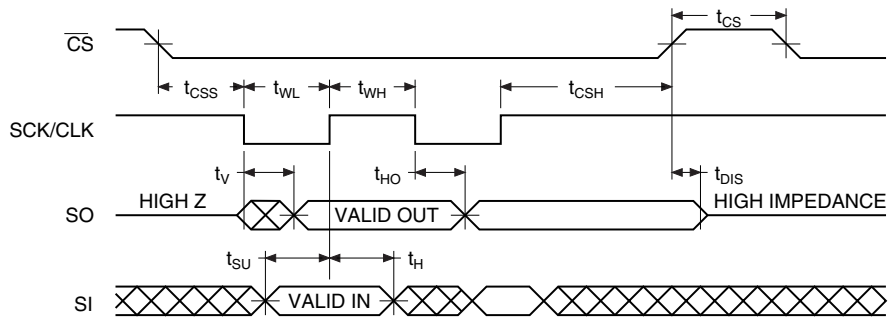 t_CS
CS
t_CSS t_WL t_WH t_CSH
SCK/CLK
t_V t_HO t_DIS
HIGH Z VALID OUT HIGH IMPEDANCE
SO
t_SU t_H
SI VALID IN